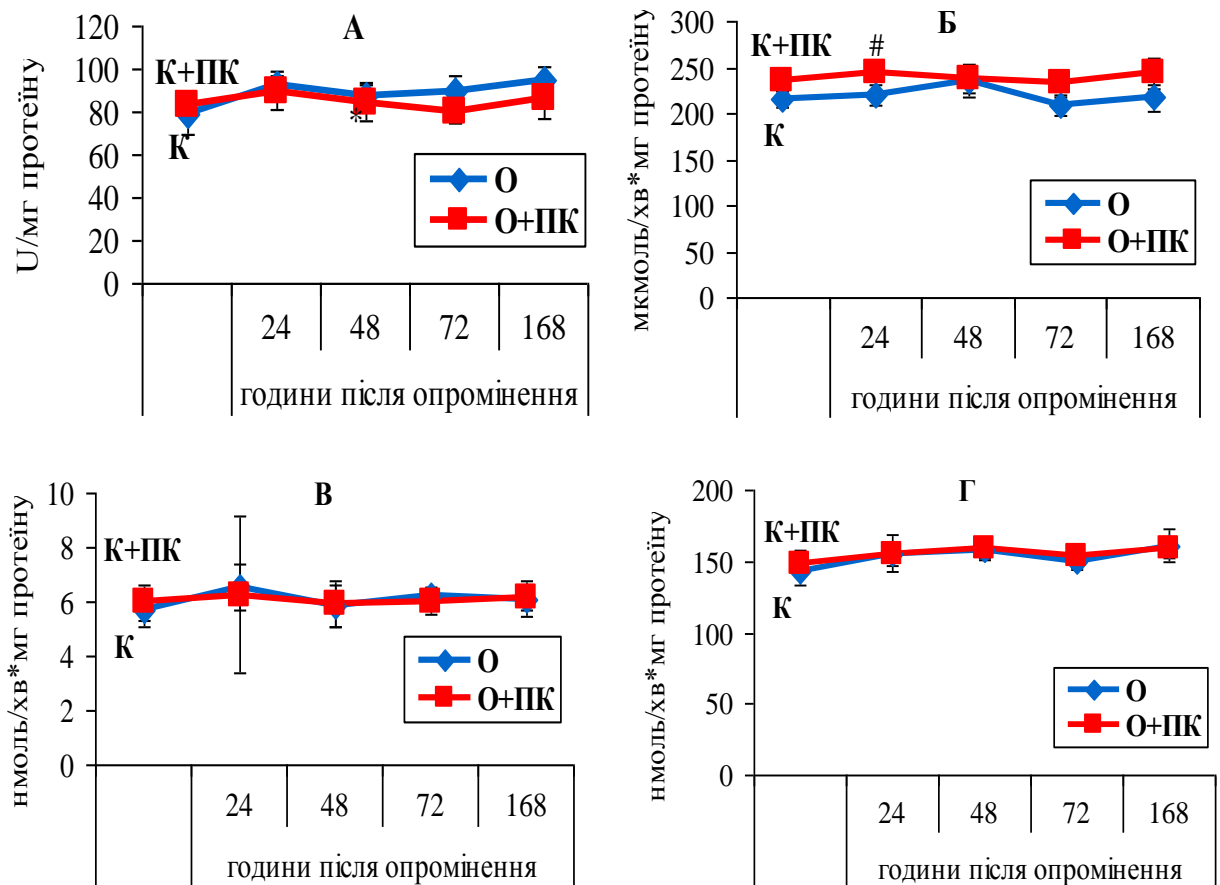 А
U/мг протеїну
120
100
80
60
40
20
0
К+ПК
К
*
О
О+ПК
24 48 72 168
години після опромінення
Б
мкмоль/хв*мг протеїну
300
250
200
150
100
50
0
К+ПК
#
К
О
О+ПК
24 48 72 168
години після опромінення
В
нмоль/хв*мг протеїну
10
8
6
4
2
0
К+ПК
К
О
О+ПК
24 48 72 168
години після опромінення
Г
нмоль/хв*мг протеїну
200
150
100
50
0
К+ПК
К
О
О+ПК
24 48 72 168
години після опромінення